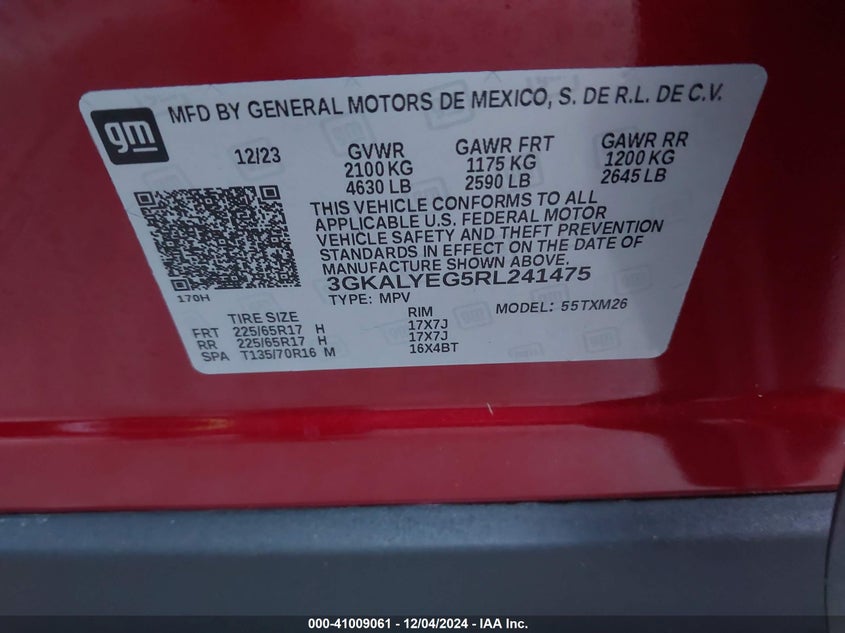 gm
MFD BY GENERAL MOTORS DE MEXICO, S. DE R.L. DE C.V.
12/23 GVWR GAWR FRT GAWR RR
2100 KG 1175 KG 1200 KG
4630 LB 2590 LB 2645 LB
THIS VEHICLE CONFORMS TO ALL
APPLICABLE U.S. FEDERAL MOTOR
VEHICLE SAFETY AND THEFT PREVENTION
STANDARDS IN EFFECT ON THE DATE OF
MANUFACTURE SHOWN ABOVE.
3GKALYEG5RL241475
170H TYPE: MPV MODEL: 55TXM26
TIRE SIZE RIM
FRT 225/65R17 H 17X7J
RR 225/65R17 H 17X7J
SPA T135/70R16 M 16X4BT
000-41009061 - 12/04/2024 - IAA Inc.